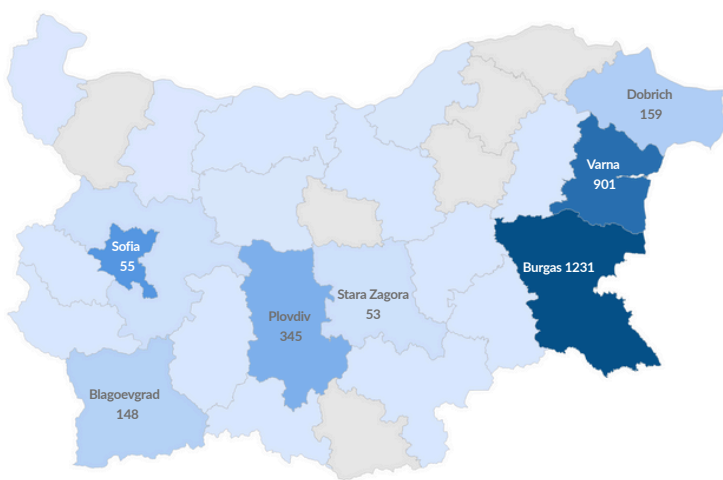 Dobrich
159
Varna
901
Sofia
55
Burgas 1231
Stara Zagora
53
Plovdiv
345
Blagoevgrad
148